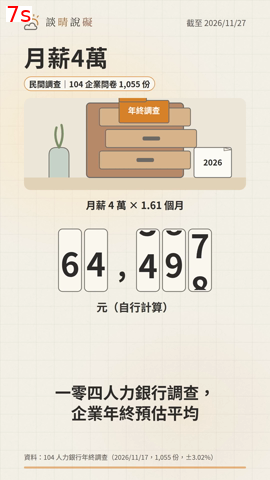 7s
談晴說礙
截至 2026/11/27
月薪4萬
民間調查｜104 企業問卷 1,055 份
年終調查
2026
月薪 4 萬 × 1.61 個月
64,497
元（自行計算）
一零四人力銀行調查，
企業年終預估平均
資料：104 人力銀行年終調查（2026/11/17，1,055 份，±3.02%）